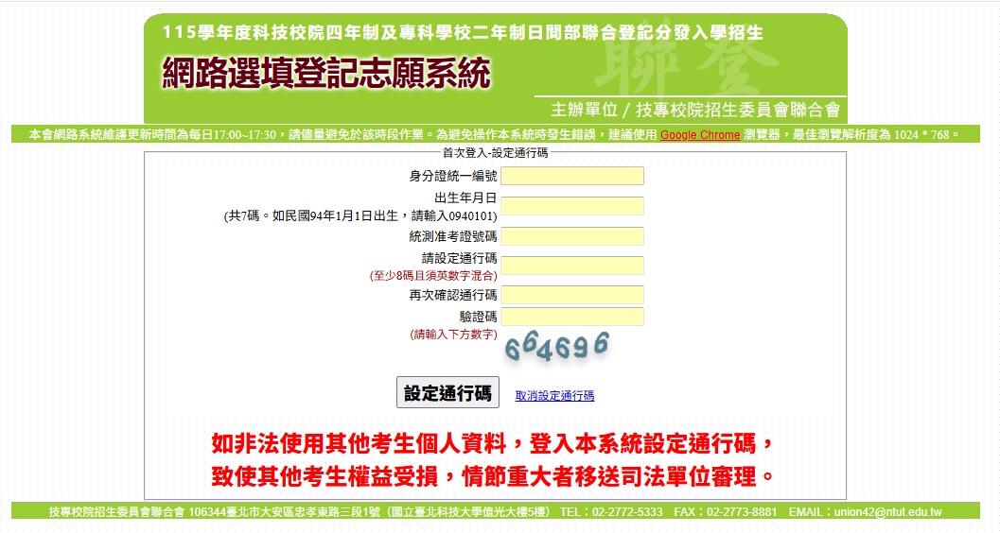 115學年度科技校院四年制及專科學校二年制日間部聯合登記分發入學招生
聯登
網路選填登記志願系統
主辦單位 / 技專校院招生委員會聯合會
本會網路系統維護更新時間為每日17:00~17:30，請儘量避免於該時段作業。為避免操作本系統時發生錯誤，建議使用 Google Chrome 瀏覽器，最佳瀏覽解析度為 1024 * 768。
首次登入-設定通行碼
身分證統一編號
出生年月日
(共7碼。如民國94年1月1日出生，請輸入0940101)
統測准考證號碼
請設定通行碼
(至少8碼且須英數字混合)
再次確認通行碼
驗證碼
(請輸入下方數字)
664696
設定通行碼 取消設定通行碼
如非法使用其他考生個人資料，登入本系統設定通行碼，
致使其他考生權益受損，情節重大者移送司法單位審理。
技專校院招生委員會聯合會 106344臺北市大安區忠孝東路三段1號（國立臺北科技大學億光大樓5樓） TEL：02-2772-5333 FAX：02-2773-8881 EMAIL：union42@ntut.edu.tw